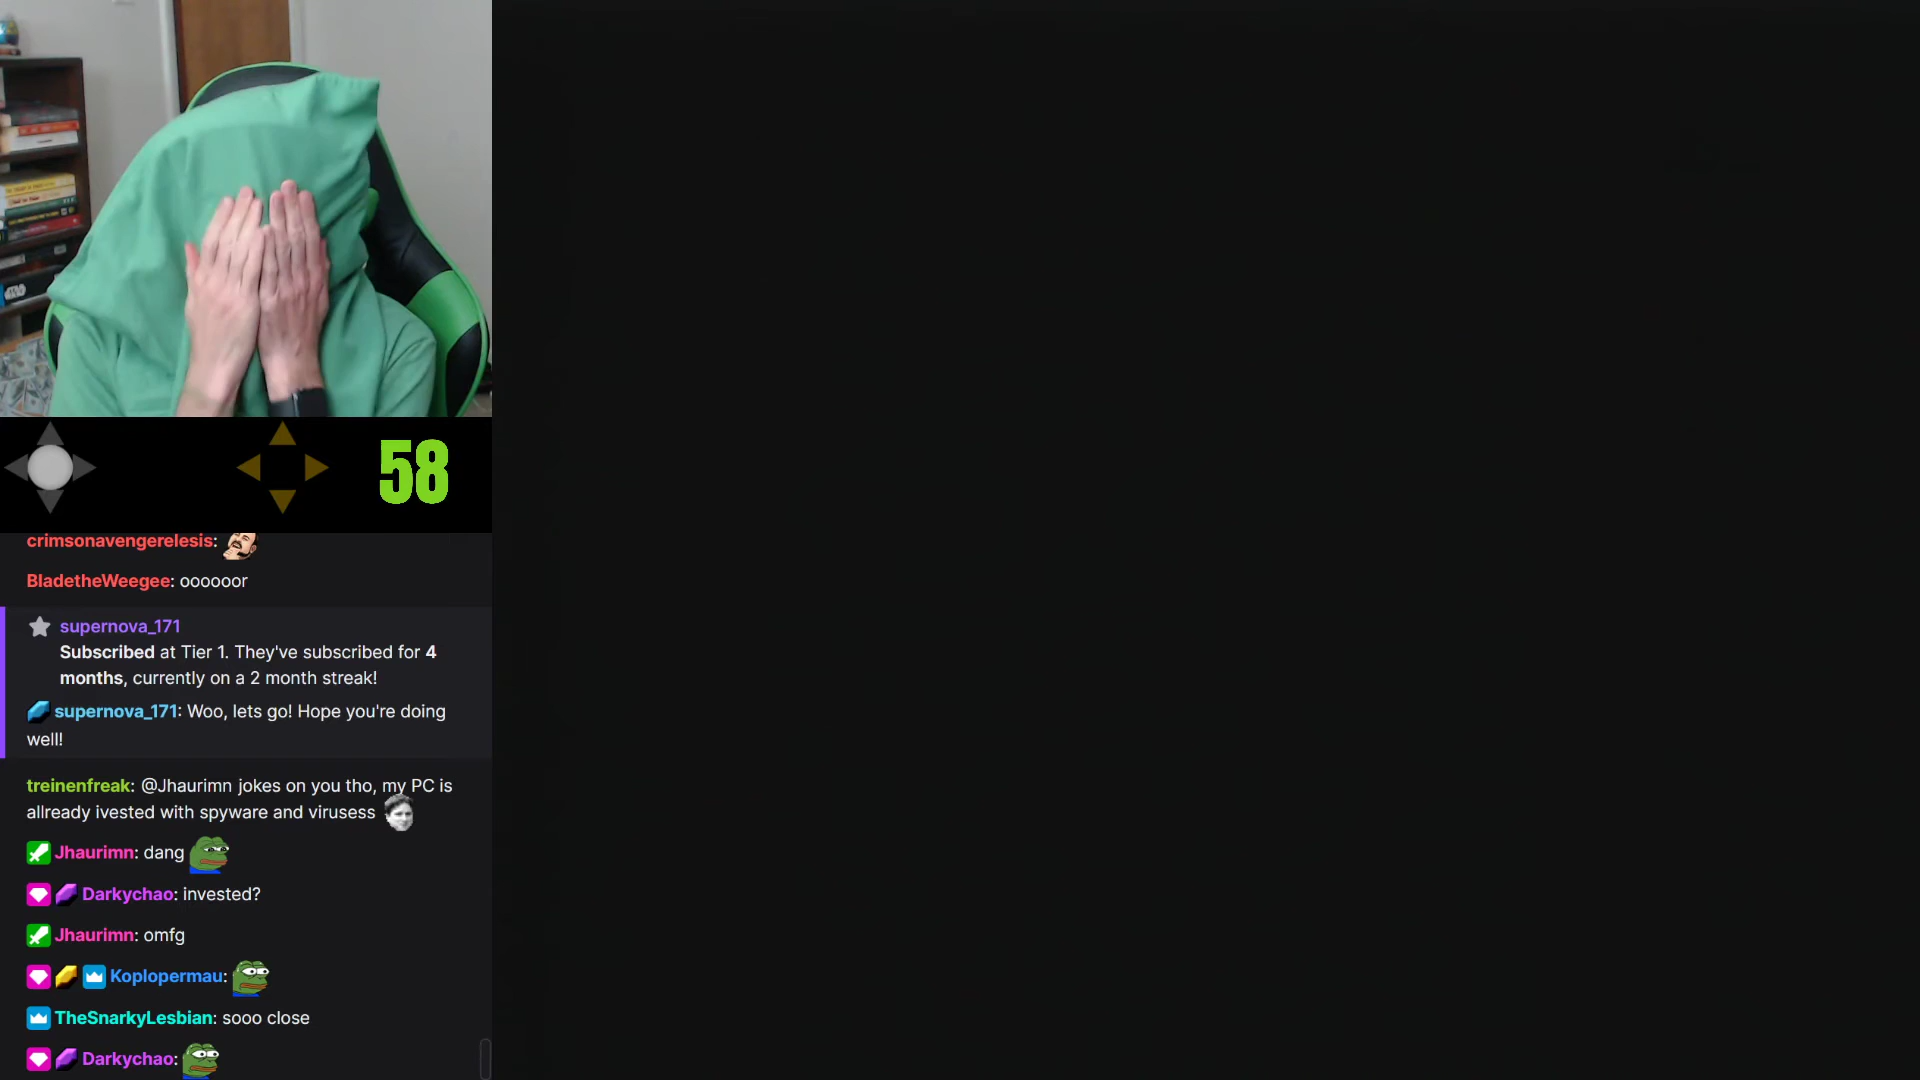 58
crimsonavengerelesis:
BladetheWeegee: oooooor
supernova_171
Subscribed at Tier 1. They've subscribed for 4
months, currently on a 2 month streak!
supernova_171: Woo, lets go! Hope you're doing
well!
treinenfreak: @Jhaurimn jokes on you tho, my PC is
allready ivested with spyware and virusess
Jhaurimn: dang
Darkychao: invested?
Jhaurimn: omfg
Koplopermau:
TheSnarkyLesbian: sooo close
Darkychao: